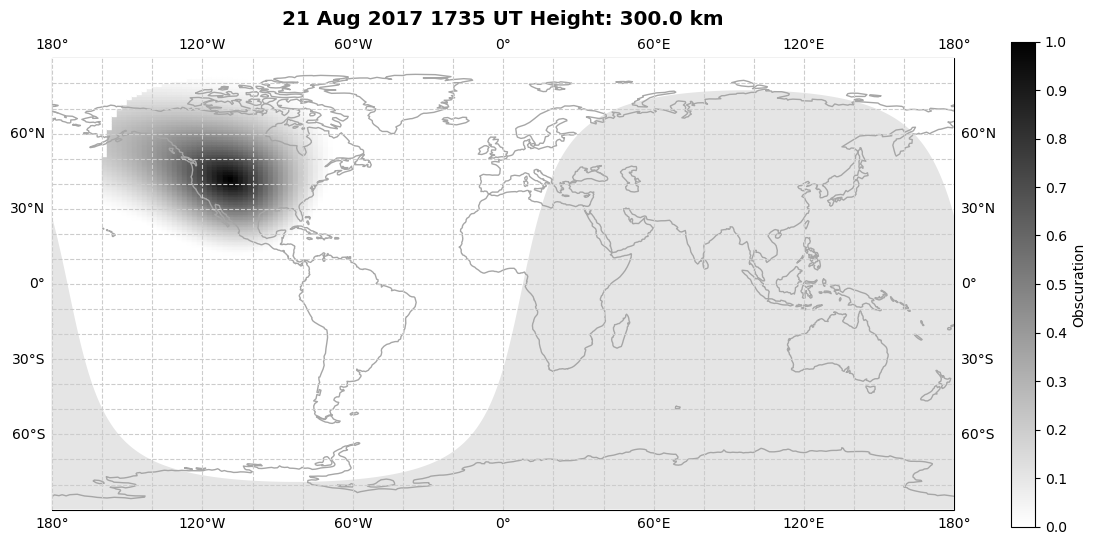 21 Aug 2017 1735 UT Height: 300.0 km
180° 120°W 60°W 0° 60°E 120°E 180°
1.0
0.9
60°N 60°N
0.8
0.7
30°N 30°N
0.6
0° 0°
0.5
Obscuration
0.4
30°S 30°S
0.3
0.2
60°S 60°S
0.1
0.0
180° 120°W 60°W 0° 60°E 120°E 180°